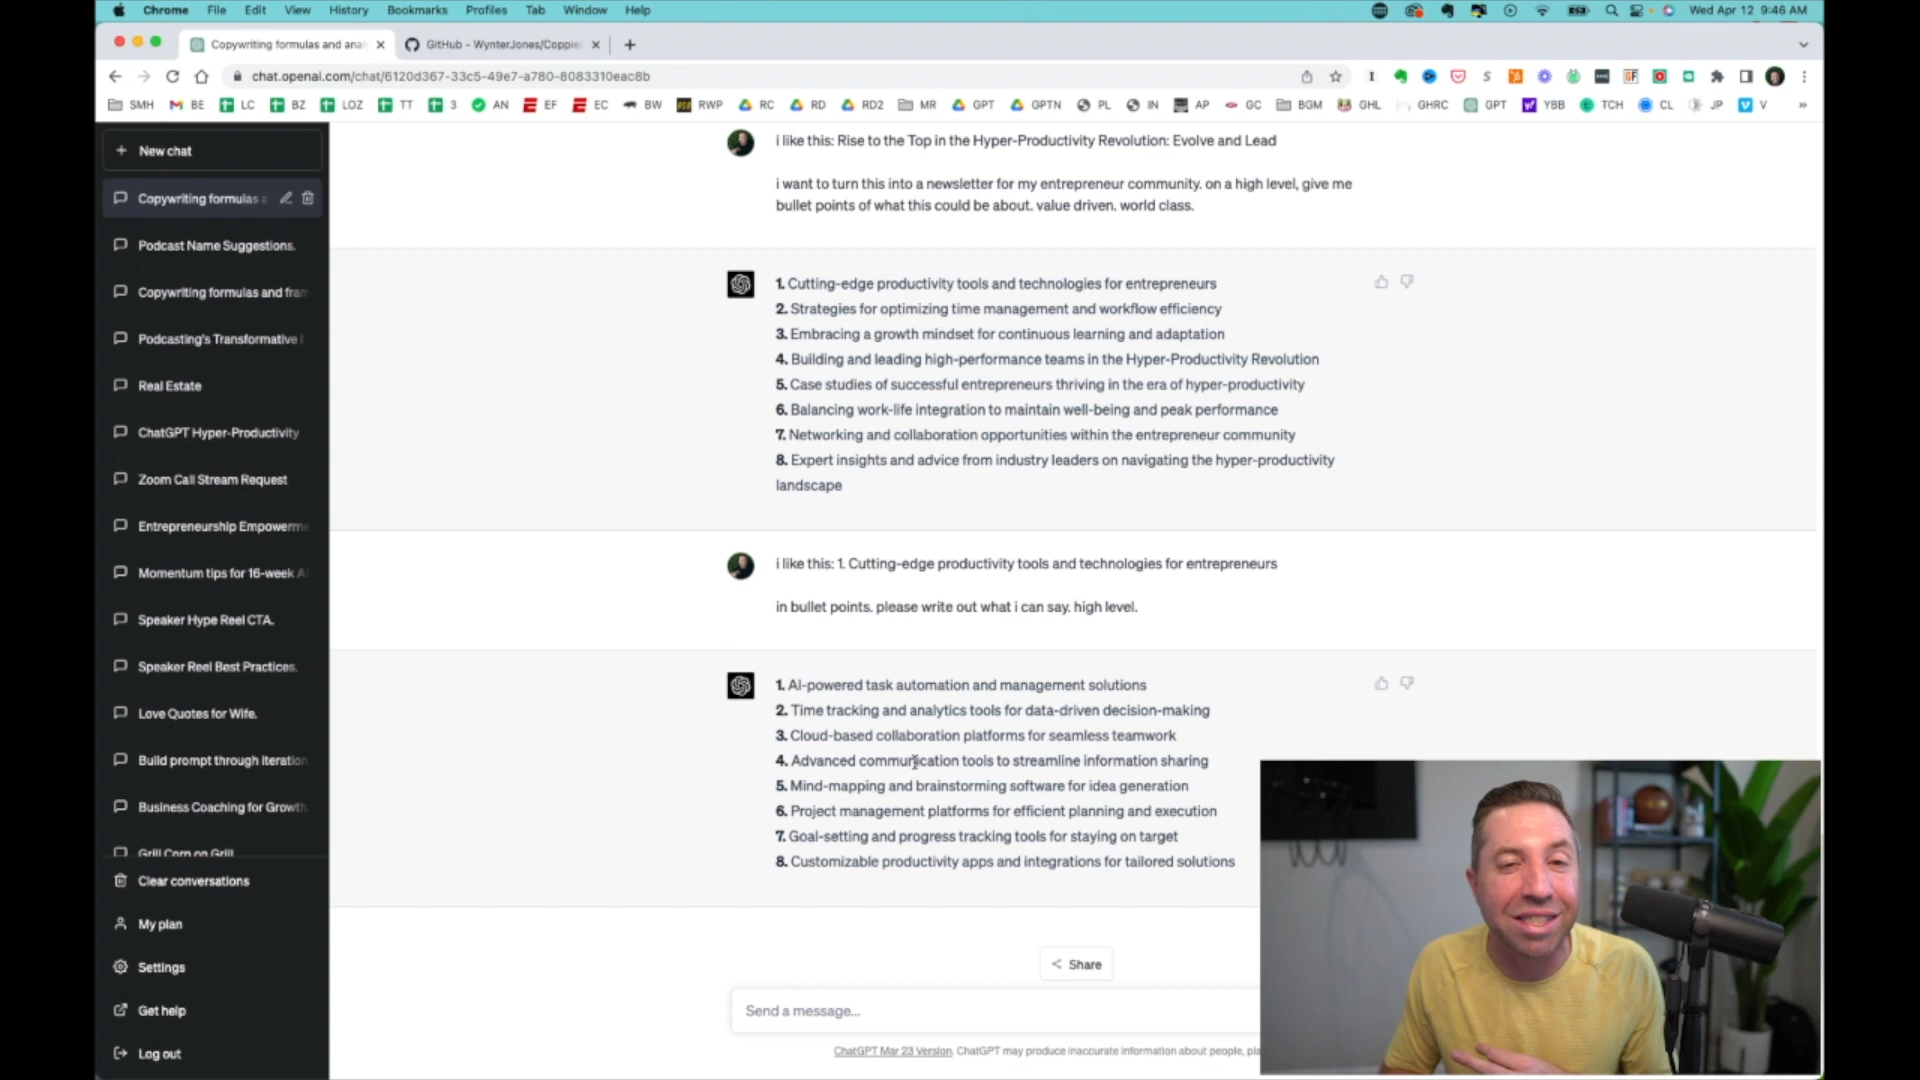 Chrome File Edit View History Bookmarks Profiles Tab Window Help Wed Apr 12 9:46 AM
Copywriting formulas and ana GitHub - WynterJones/Coppie
chat.openai.com/chat/6120d367-33c5-49e7-a780-8083310eac8b
SMH BE LC BZ LOZ TT 3 AN EF EC BW RWP RC RD RD2 MR GPT GPTN PL IN AP GC BGM GHL GHRC GPT YBB TCH CL JP V
New chat
Copywriting formulas a
Podcast Name Suggestions.
Copywriting formulas and fram
Podcasting's Transformative
Real Estate
ChatGPT Hyper-Productivity
Zoom Call Stream Request
Entrepreneurship Empowerme
Momentum tips for 16-week A
Speaker Hype Reel CTA.
Speaker Reel Best Practices.
Love Quotes for Wife.
Build prompt through iteration.
Business Coaching for Growth
Grill Corn on Grill
Clear conversations
My plan
Settings
Get help
Log out
i like this: Rise to the Top in the Hyper-Productivity Revolution: Evolve and Lead
i want to turn this into a newsletter for my entrepreneur community. on a high level, give me
bullet points of what this could be about. value driven. world class.
1. Cutting-edge productivity tools and technologies for entrepreneurs
2. Strategies for optimizing time management and workflow efficiency
3. Embracing a growth mindset for continuous learning and adaptation
4. Building and leading high-performance teams in the Hyper-Productivity Revolution
5. Case studies of successful entrepreneurs thriving in the era of hyper-productivity
6. Balancing work-life integration to maintain well-being and peak performance
7. Networking and collaboration opportunities within the entrepreneur community
8. Expert insights and advice from industry leaders on navigating the hyper-productivity
landscape
i like this: 1. Cutting-edge productivity tools and technologies for entrepreneurs
in bullet points. please write out what i can say. high level.
1. AI-powered task automation and management solutions
2. Time tracking and analytics tools for data-driven decision-making
3. Cloud-based collaboration platforms for seamless teamwork
4. Advanced communication tools to streamline information sharing
5. Mind-mapping and brainstorming software for idea generation
6. Project management platforms for efficient planning and execution
7. Goal-setting and progress tracking tools for staying on target
8. Customizable productivity apps and integrations for tailored solutions
Share
Send a message...
ChatGPT Mar 23 Version. ChatGPT may produce inaccurate information about people, pla